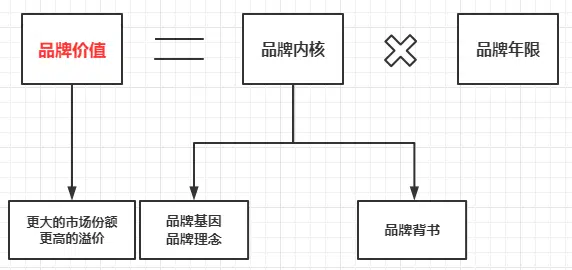 品牌价值
品牌内核
品牌年限
更大的市场份额
更高的溢价
品牌基因
品牌理念
品牌背书